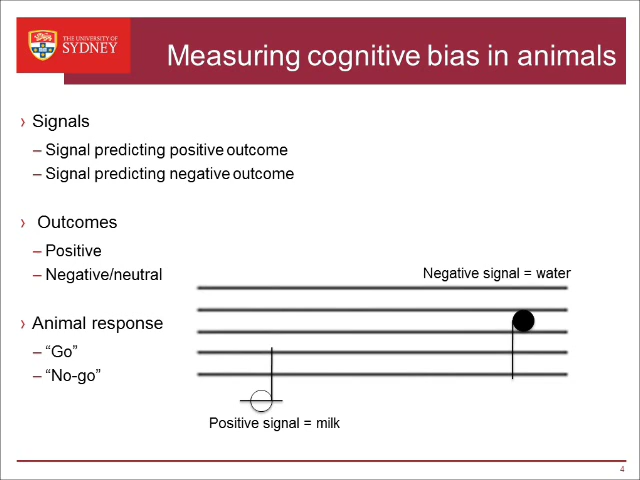 THE UNIVERSITY OF
SYDNEY
Measuring cognitive bias in animals
› Signals
– Signal predicting positive outcome
– Signal predicting negative outcome
› Outcomes
– Positive
– Negative/neutral
Negative signal = water
› Animal response
– “Go”
– “No-go”
Positive signal = milk
4